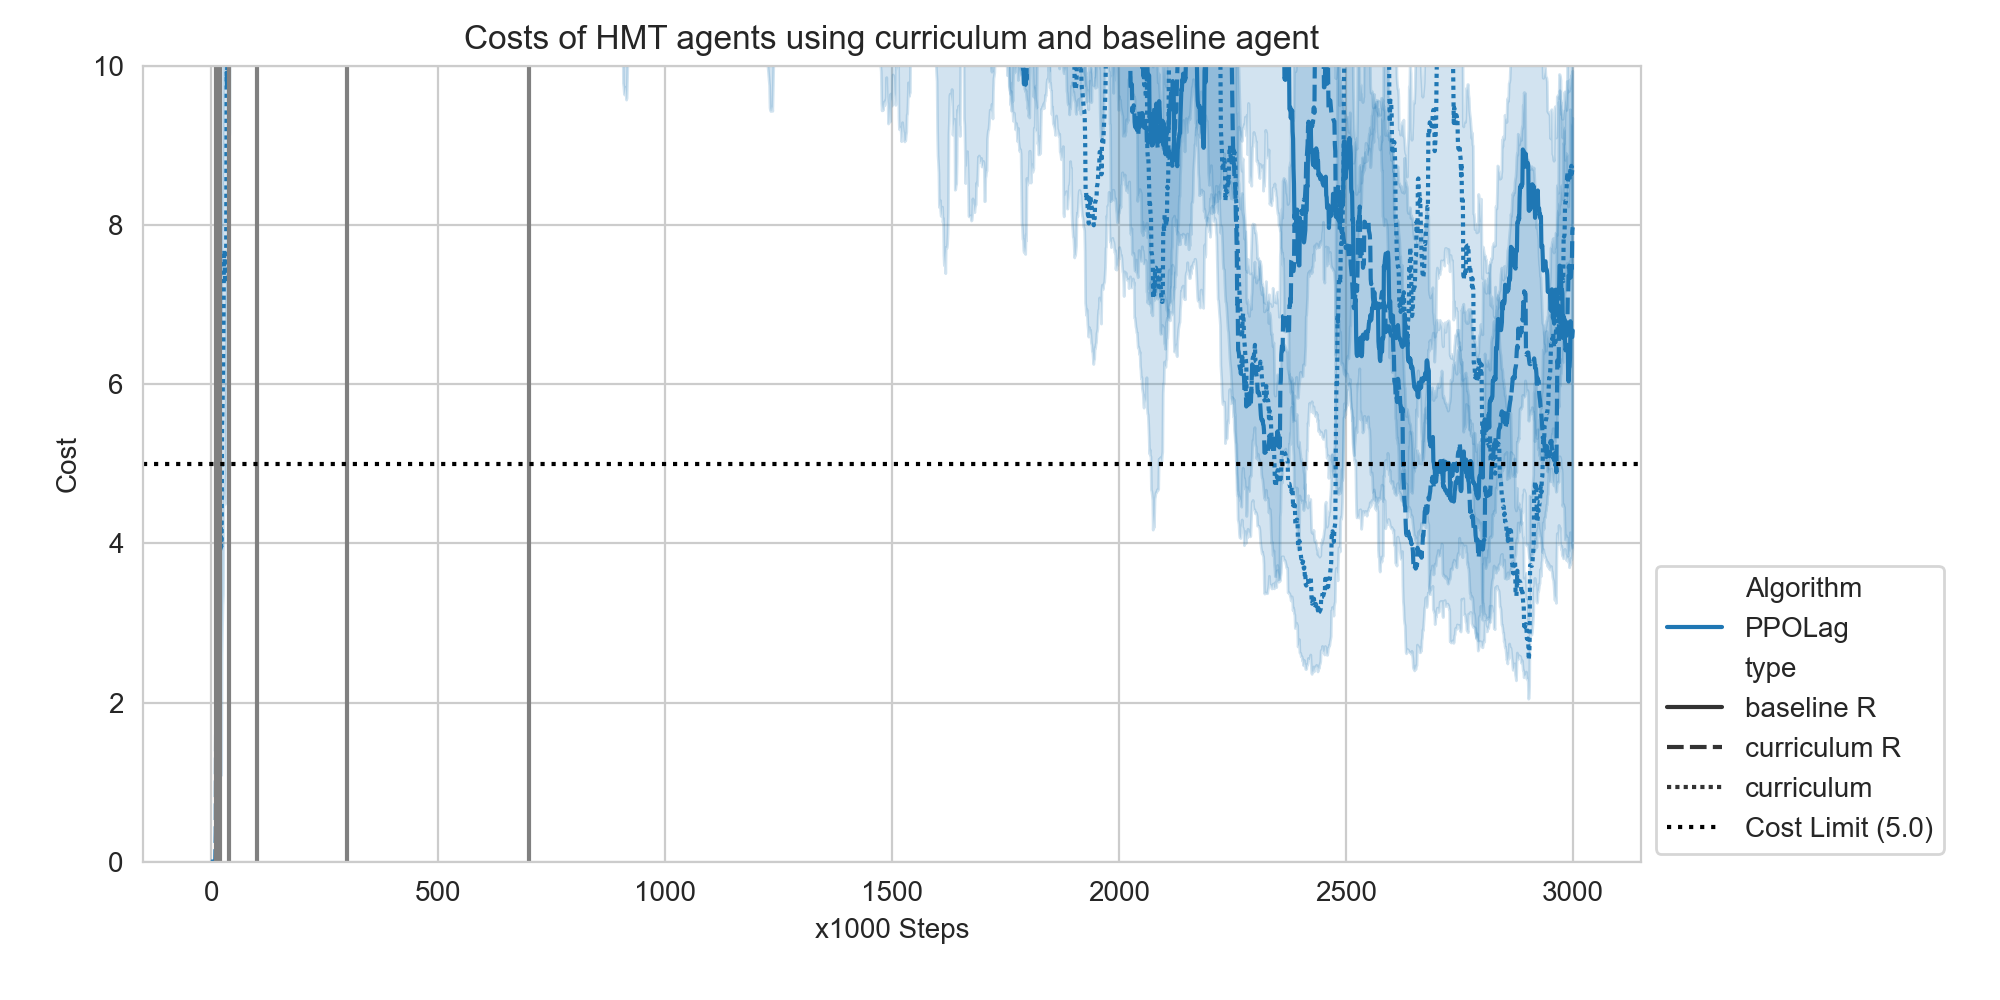 Costs of HMT agents using curriculum and baseline agent
10
8
6
4
2
0
Cost
0 500 1000 1500 2000 2500 3000
x1000 Steps
Algorithm
PPOLag
type
baseline R
curriculum R
curriculum
Cost Limit (5.0)